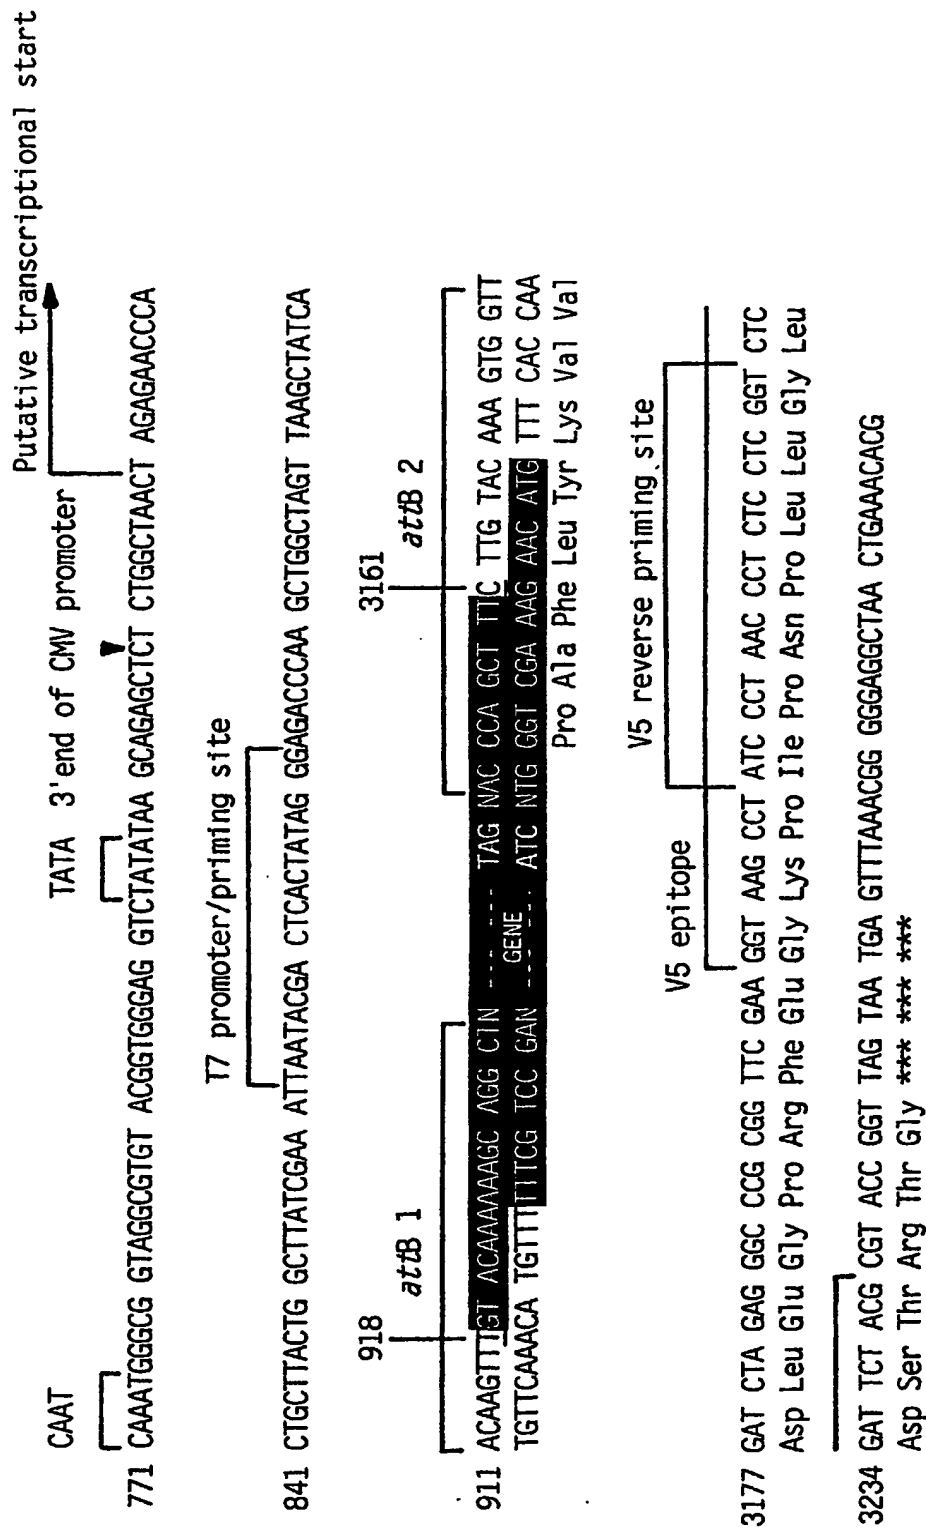 Putative transcriptional start
CAAT TATA 3'end of CMV promoter
771 CAAATGGGCG GTAGGCGTGT ACGGTGGGAG GTCTATATAA GCAGAGCTCT CTGGCTAACT AGAGAACCCA
T7 promoter/priming site
841 CTGCTTACTG GCTTATCGAA ATTAATACGA CTCACTATAG GGAGACCCAA GCTGGCTAGT TAAGCTATCA
918 3161
attB 1 attB 2
911 ACAAGTTTGT ACAAAAAAGC AGG CTN ----- TAG NAC CCA GCT TTC TTG TAC AAA GTG GTT
GENE
TGTTCAAACA TGTTTTTTCG TCC GAN ----- ATC NTG GGT CGA AAG AAC ATG TTT CAC CAA
Pro Ala Phe Leu Tyr Lys Val Val
V5 reverse priming site
V5 epitope
3177 GAT CTA GAG GGC CCG CGG TTC GAA GGT AAG CCT ATC CCT AAC CCT CTC CTC GGT CTC
Asp Leu Glu Gly Pro Arg Phe Glu Gly Lys Pro Ile Pro Asn Pro Leu Leu Gly Leu
3234 GAT TCT ACG CGT ACC GGT TAG TAA TGA GTTTAAACGG GGGAGGCTAA CTGAAACACG
Asp Ser Thr Arg Thr Gly *** *** ***